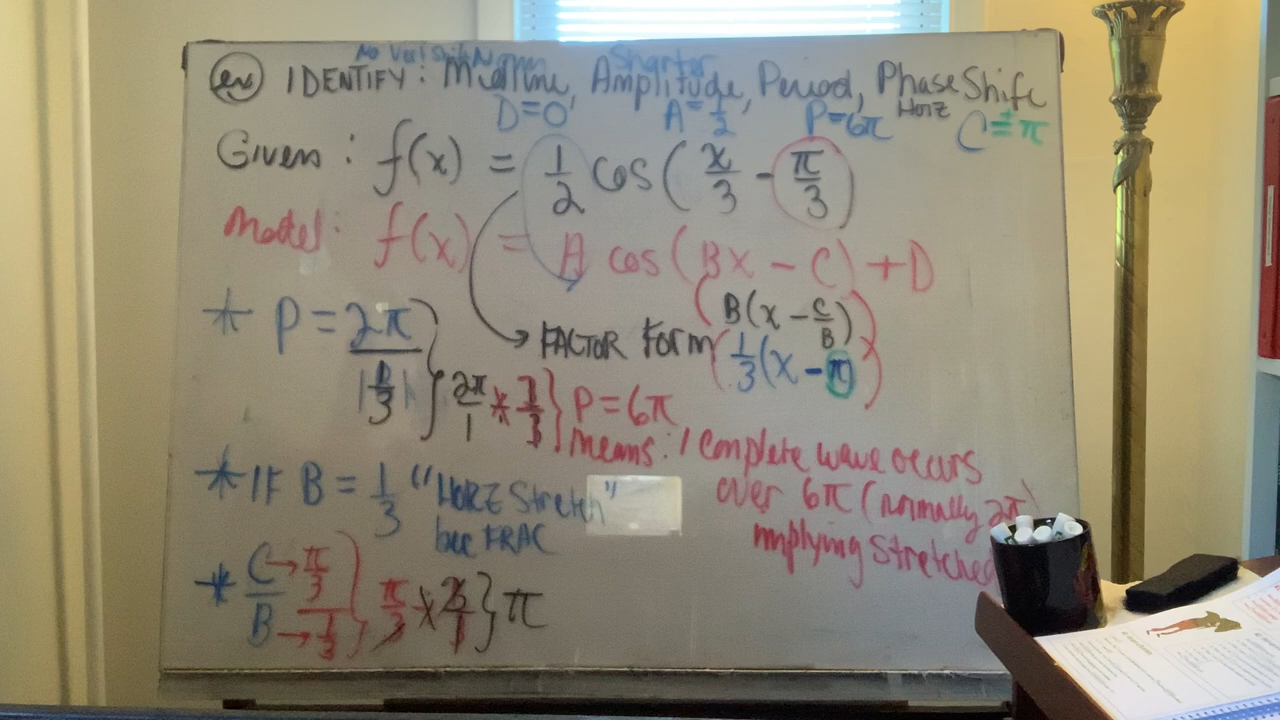 No Vert Shift Shorter
ex IDENTIFY: Midline, Amplitude, Period, Phase Shift
D=0 A=1/2 P=6π HORZ C=+π
Given: f(x) = 1/2 cos(x/3 - π/3
Model: f(x) = A cos(Bx - C) + D
(B(x - C/B)
* P = 2π/|1/3| } 2π/1 * 3/1 } P = 6π
FACTOR FORM (1/3(x - π))
means: 1 complete wave occurs
over 6π (normally 2π)
implying stretched
* IF B = 1/3 "HORZ Stretch"
bec FRAC
* C/B → π/3 / → 1/3 } π/3 × 3/1 } π